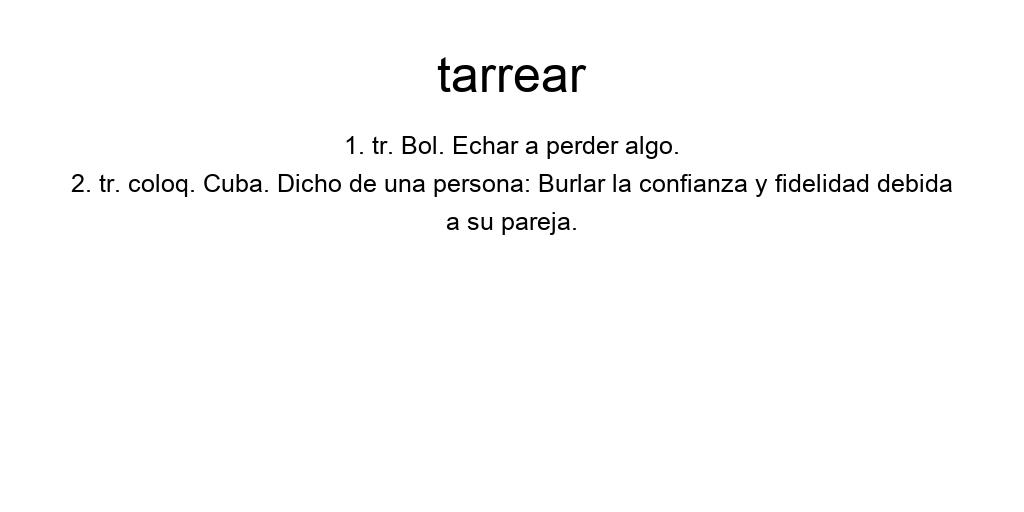 tarrear
1. tr. Bol. Echar a perder algo.
2. tr. coloq. Cuba. Dicho de una persona: Burlar la confianza y fidelidad debida
a su pareja.